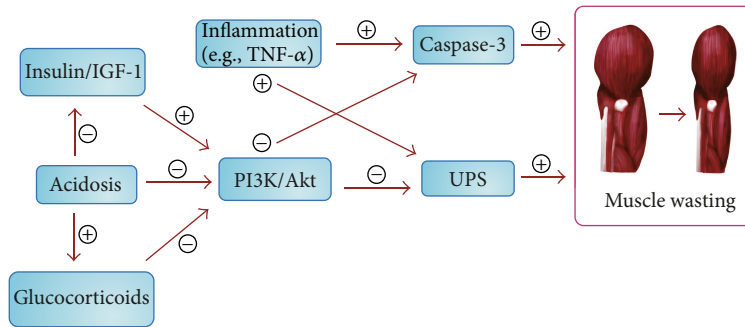 Inflammation
(e.g., TNF-α)
Caspase-3
Insulin/IGF-1
Acidosis
PI3K/Akt
UPS
Glucocorticoids
Muscle wasting
+
+
+
+
−
−
−
−
+
+
−